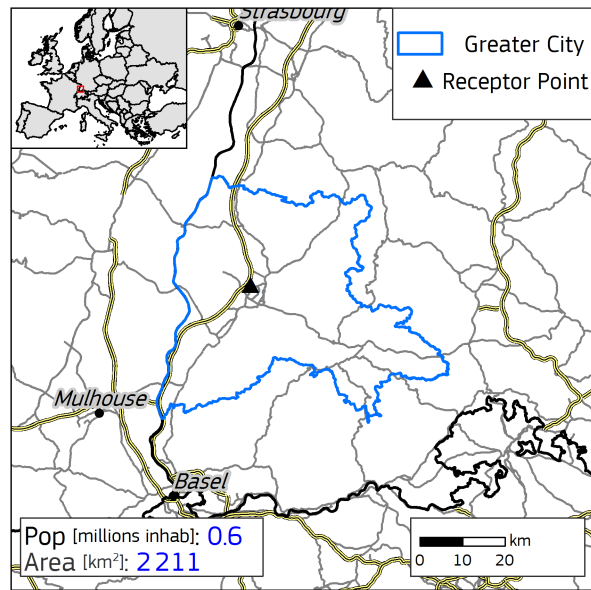 Strasbourg
Greater City
Receptor Point
Mulhouse
Basel
Pop [millions inhab]: 0.6
Area [km²]: 2211
0 10 20 km